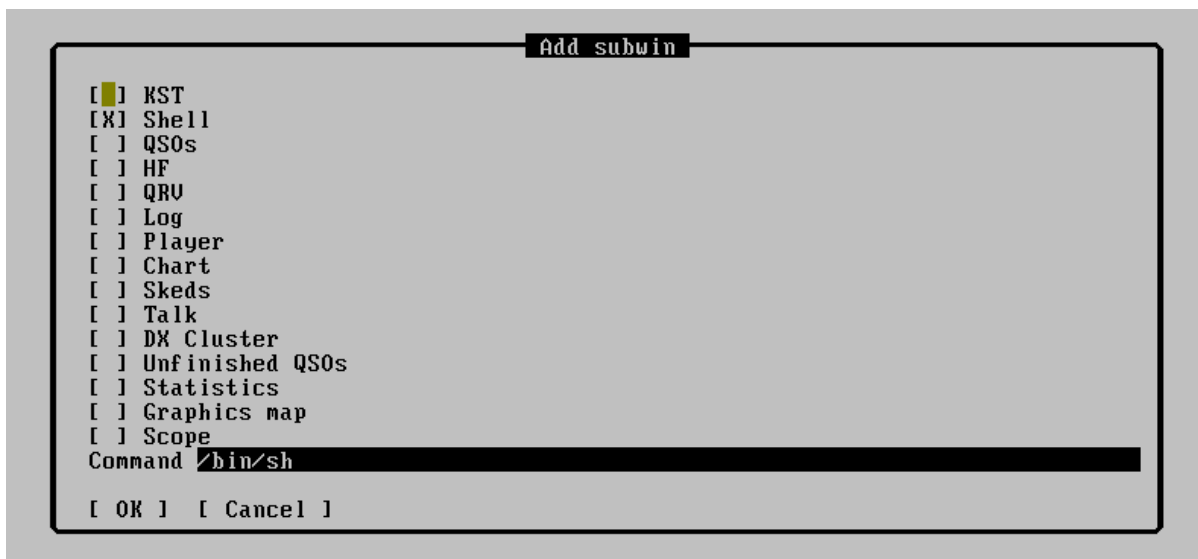 Add subwin
[ ] KST
[X] Shell
[ ] QSOs
[ ] HF
[ ] QRV
[ ] Log
[ ] Player
[ ] Chart
[ ] Skeds
[ ] Talk
[ ] DX Cluster
[ ] Unfinished QSOs
[ ] Statistics
[ ] Graphics map
[ ] Scope
Command /bin/sh
[ OK ] [ Cancel ]